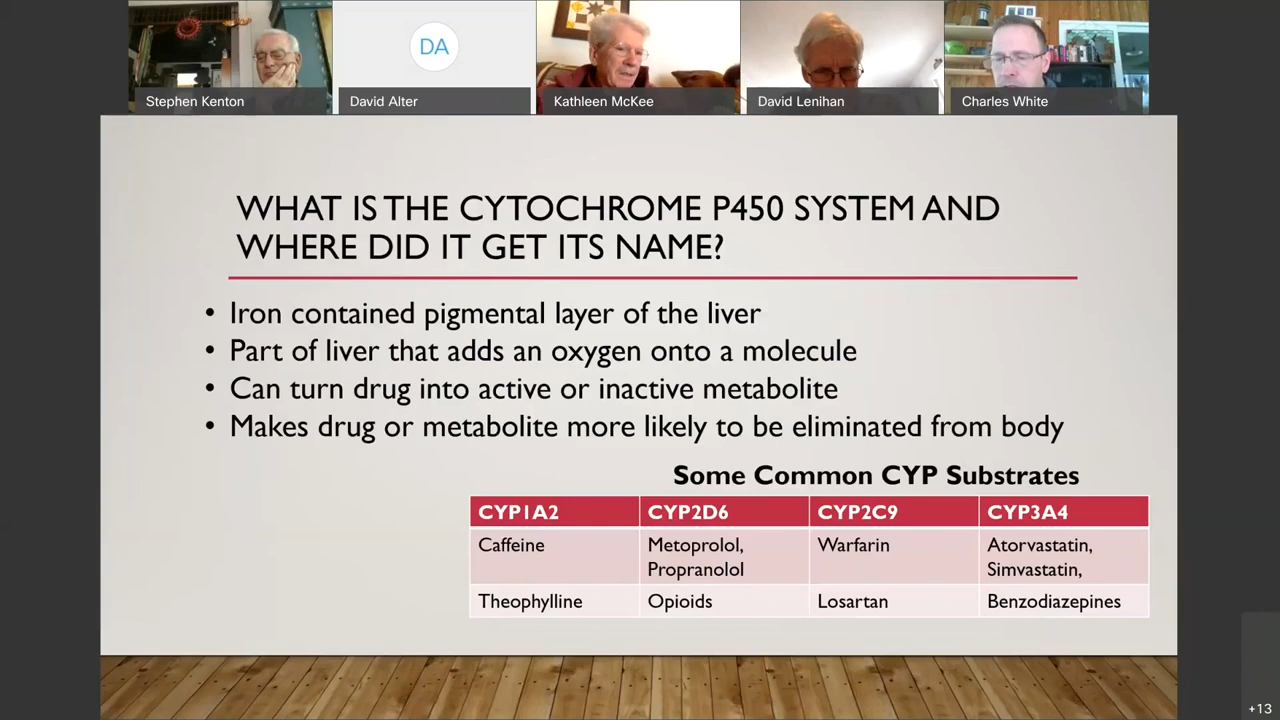 DA
Stephen Kenton
David Alter
Kathleen McKee
David Lenihan
Charles White
WHAT IS THE CYTOCHROME P450 SYSTEM AND
WHERE DID IT GET ITS NAME?
• Iron contained pigmental layer of the liver
• Part of liver that adds an oxygen onto a molecule
• Can turn drug into active or inactive metabolite
• Makes drug or metabolite more likely to be eliminated from body
Some Common CYP Substrates
CYP1A2 CYP2D6 CYP2C9 CYP3A4
Caffeine Metoprolol, Warfarin Atorvastatin,
Propranolol Simvastatin,
Theophylline Opioids Losartan Benzodiazepines
+13